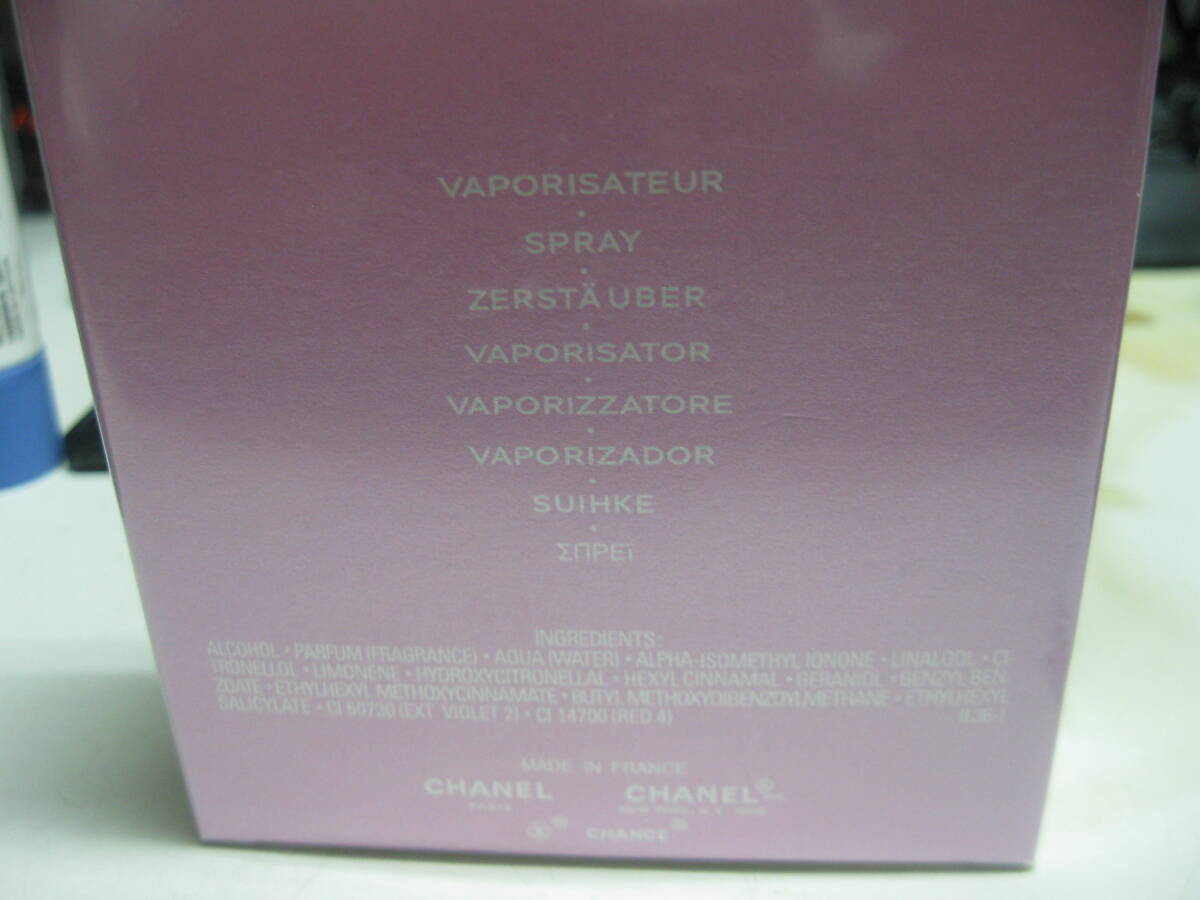 VAPORISATEUR
•
SPRAY
•
ZERSTÄUBER
•
VAPORISATOR
•
VAPORIZZATORE
•
VAPORIZADOR
•
SUIHKE
•
ΣΠΡΕΪ
INGREDIENTS:
ALCOHOL • PARFUM (FRAGRANCE) • AQUA (WATER) • ALPHA-ISOMETHYL IONONE • LINALOOL • CI
TRONELLOL • LIMONENE • HYDROXYCITRONELLAL • HEXYL CINNAMAL • GERANIOL • BENZYL BEN
ZOATE • ETHYLHEXYL METHOXYCINNAMATE • BUTYL METHOXYDIBENZOYLMETHANE • ETHYLHEXYL
SALICYLATE • CI 60730 (EXT. VIOLET 2) • CI 14700 (RED 4)
MADE IN FRANCE
CHANEL CHANEL®
PARIS NEW YORK, N.Y.
CHANCE